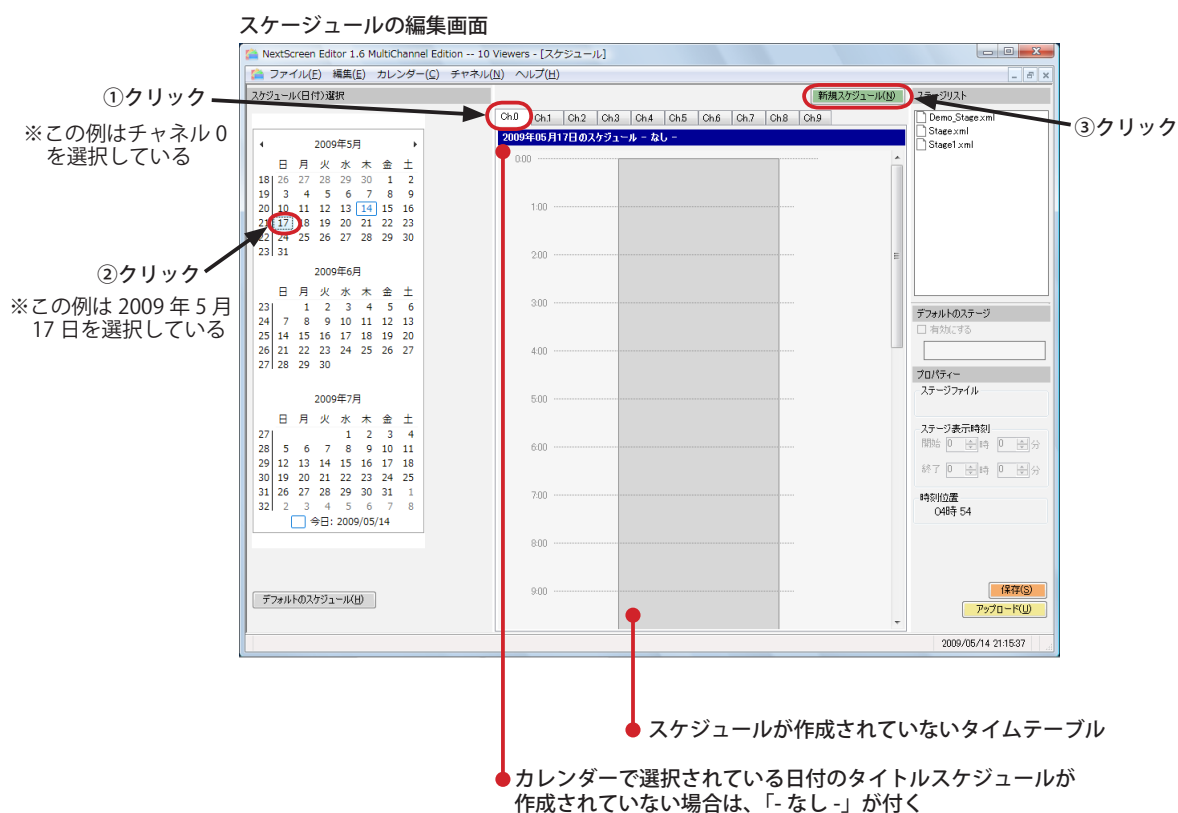 スケージュールの編集画面
NextScreen Editor 1.6 MultiChannel Edition -- 10 Viewers - [スケジュール]
ファイル(F) 編集(E) カレンダー(C) チャネル(N) ヘルプ(H)
スケジュール(日付)選択
新規スケジュール(N)
ステージリスト
①クリック
※この例はチャネル 0
を選択している
③クリック
Ch.0 Ch.1 Ch.2 Ch.3 Ch.4 Ch.5 Ch.6 Ch.7 Ch.8 Ch.9
2009年05月17日のスケジュール - なし -
Demo_Stage.xml
Stage.xml
Stage1.xml
2009年5月
日 月 火 水 木 金 土
18 26 27 28 29 30 1 2
19 3 4 5 6 7 8 9
20 10 11 12 13 14 15 16
21 17 18 19 20 21 22 23
22 24 25 26 27 28 29 30
23 31
②クリック
※この例は 2009 年 5 月
17 日を選択している
2009年6月
日 月 火 水 木 金 土
23 1 2 3 4 5 6
24 7 8 9 10 11 12 13
25 14 15 16 17 18 19 20
26 21 22 23 24 25 26 27
27 28 29 30
2009年7月
日 月 火 水 木 金 土
27 1 2 3 4
28 5 6 7 8 9 10 11
29 12 13 14 15 16 17 18
30 19 20 21 22 23 24 25
31 26 27 28 29 30 31 1
32 2 3 4 5 6 7 8
今日: 2009/05/14
デフォルトのスケジュール(H)
0:00
1:00
2:00
3:00
4:00
5:00
6:00
7:00
8:00
9:00
デフォルトのステージ
有効にする
プロパティー
ステージファイル
ステージ表示時刻
開始 0 時 0 分
終了 0 時 0 分
時刻位置
04時 54
保存(S)
アップロード(U)
2009/05/14 21:15:37
スケジュールが作成されていないタイムテーブル
カレンダーで選択されている日付のタイトルスケジュールが
作成されていない場合は、「- なし -」が付く